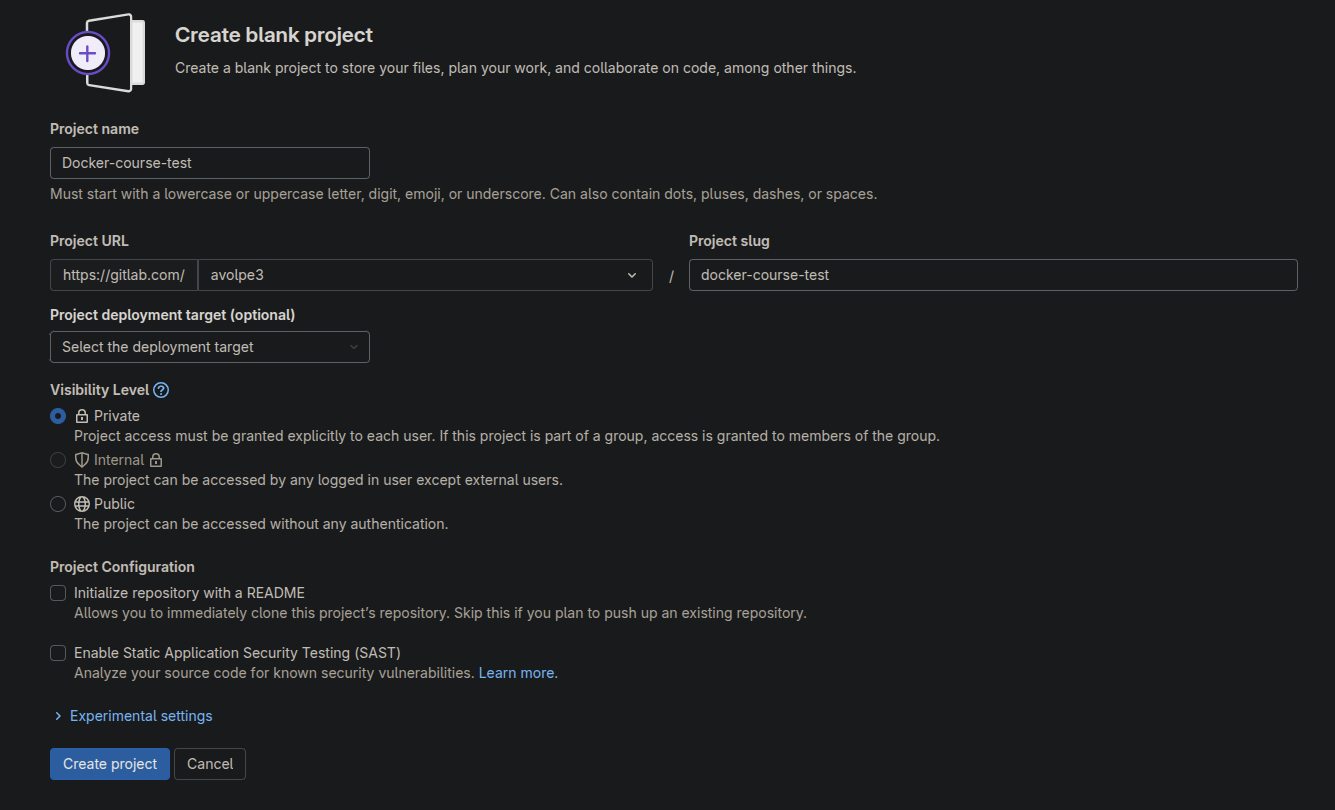 Create blank project
Create a blank project to store your files, plan your work, and collaborate on code, among other things.
Project name
Docker-course-test
Must start with a lowercase or uppercase letter, digit, emoji, or underscore. Can also contain dots, pluses, dashes, or spaces.
Project URL
Project slug
https://gitlab.com/ avolpe3 / docker-course-test
Project deployment target (optional)
Select the deployment target
Visibility Level
Private
Project access must be granted explicitly to each user. If this project is part of a group, access is granted to members of the group.
Internal
The project can be accessed by any logged in user except external users.
Public
The project can be accessed without any authentication.
Project Configuration
Initialize repository with a README
Allows you to immediately clone this project’s repository. Skip this if you plan to push up an existing repository.
Enable Static Application Security Testing (SAST)
Analyze your source code for known security vulnerabilities. Learn more.
Experimental settings
Create project
Cancel